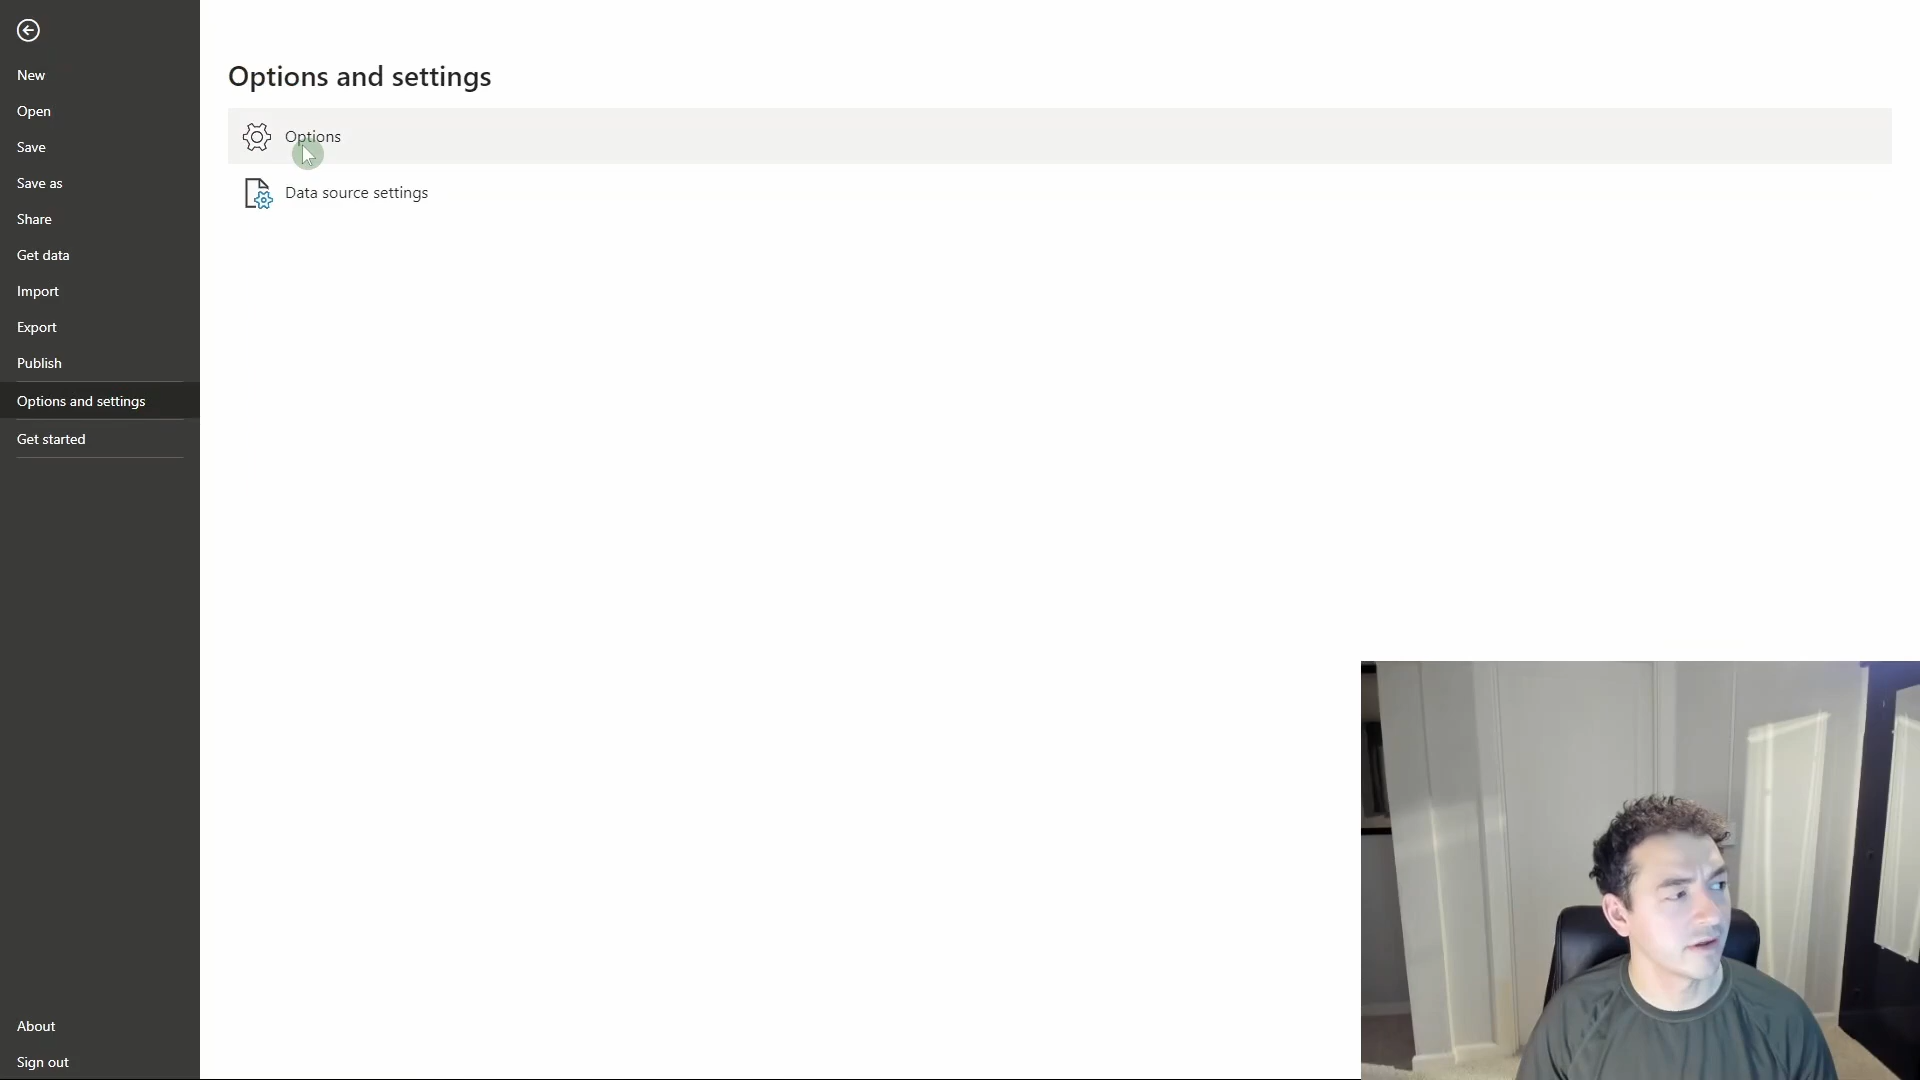 New
Open
Save
Save as
Share
Get data
Import
Export
Publish
Options and settings
Get started
About
Sign out
Options and settings
Options
Data source settings